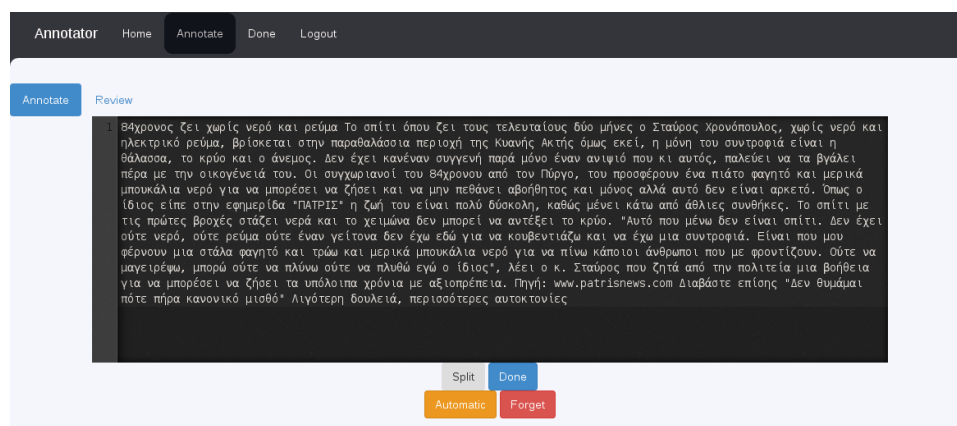 Annotator Home Annotate Done Logout
Annotate Review
1 84χρονος ζει χωρίς νερό και ρεύμα Το σπίτι όπου ζει τους τελευταίους δύο μήνες ο Σταύρος Χρονόπουλος, χωρίς νερό και
ηλεκτρικό ρεύμα, βρίσκεται στην παραθαλάσσια περιοχή της Κυανής Ακτής όμως εκεί, η μόνη του συντροφιά είναι η
θάλασσα, το κρύο και ο άνεμος. Δεν έχει κανέναν συγγενή παρά μόνο έναν ανιψιό που κι αυτός, παλεύει να τα βγάλει
πέρα με την οικογένειά του. Οι συγχωριανοί του 84χρονου από τον Πύργο, του προσφέρουν ένα πιάτο φαγητό και μερικά
μπουκάλια νερό για να μπορέσει να ζήσει και να μην πεθάνει αβοήθητος και μόνος αλλά αυτό δεν είναι αρκετό. Όπως ο
ίδιος είπε στην εφημερίδα "ΠΑΤΡΙΣ" η ζωή του είναι πολύ δύσκολη, καθώς μένει κάτω από άθλιες συνθήκες. Το σπίτι με
τις πρώτες βροχές στάζει νερά και το χειμώνα δεν μπορεί να αντέξει το κρύο. "Αυτό που μένω δεν είναι σπίτι. Δεν έχει
ούτε νερό, ούτε ρεύμα ούτε έναν γείτονα δεν έχω εδώ για να κουβεντιάζω και να έχω μια συντροφιά. Είναι που μου
φέρνουν μια στάλα φαγητό και τρώω και μερικά μπουκάλια νερό για να πίνω κάποιοι άνθρωποι που με φροντίζουν. Ούτε να
μαγειρέψω, μπορώ ούτε να πλύνω ούτε να πλυθώ εγώ ο ίδιος", λέει ο κ. Σταύρος που ζητά από την πολιτεία μια βοήθεια
για να μπορέσει να ζήσει τα υπόλοιπα χρόνια με αξιοπρέπεια. Πηγή: www.patrisnews.com Διαβάστε επίσης "Δεν θυμάμαι
πότε πήρα κανονικό μισθό" Λιγότερη δουλειά, περισσότερες αυτοκτονίες
Split Done
Automatic Forget